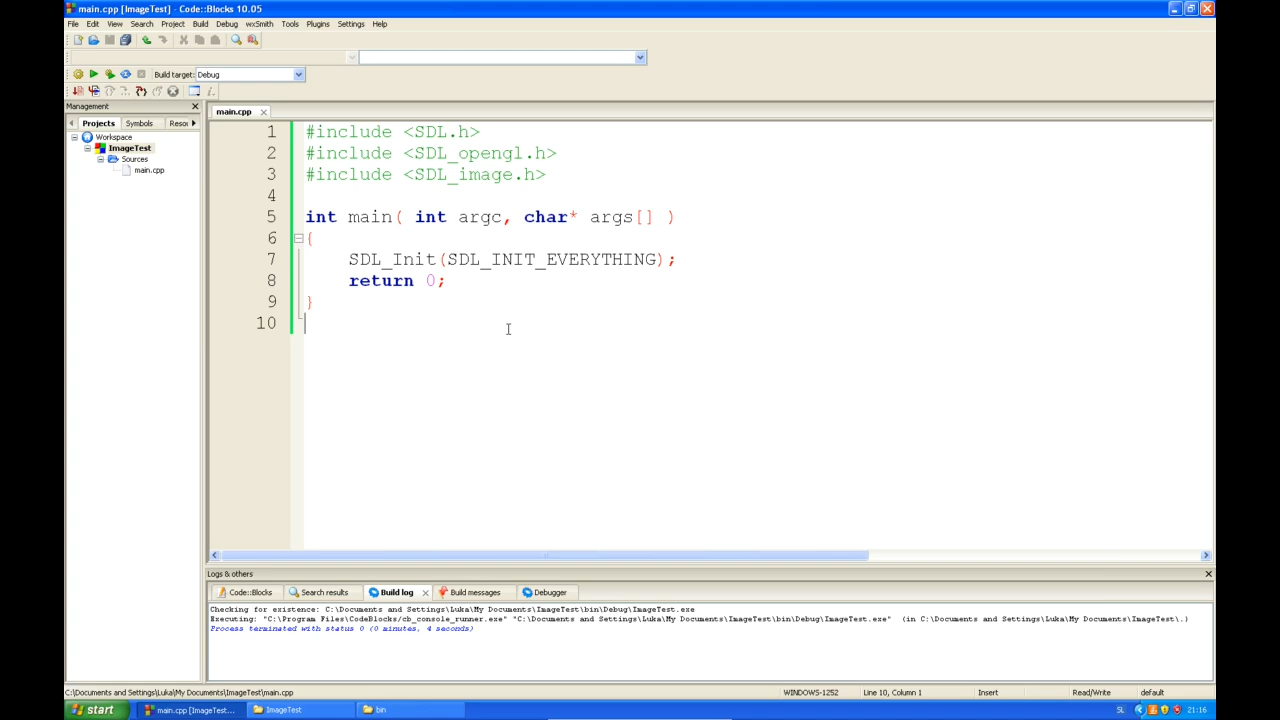 main.cpp [ImageTest] - Code::Blocks 10.05
File Edit View Search Project Build Debug wxSmith Tools Plugins Settings Help
Build target: Debug
Management
Projects Symbols Resou
main.cpp
Workspace
ImageTest
Sources
main.cpp
1 #include <SDL.h>
2 #include <SDL_opengl.h>
3 #include <SDL_image.h>
4
5 int main( int argc, char* args[] )
6 {
7 SDL_Init(SDL_INIT_EVERYTHING);
8 return 0;
9 }
10
Logs & others
Code::Blocks Search results Build log Build messages Debugger
Checking for existence: C:\Documents and Settings\Luka\My Documents\ImageTest\bin\Debug\ImageTest.exe
Executing: "C:\Program Files\CodeBlocks/cb_console_runner.exe" "C:\Documents and Settings\Luka\My Documents\ImageTest\bin\Debug\ImageTest.exe" (in C:\Documents and Settings\Luka\My Documents\ImageTest\.)
Process terminated with status 0 (0 minutes, 4 seconds)
C:\Documents and Settings\Luka\My Documents\ImageTest\main.cpp WINDOWS-1252 Line 10, Column 1 Insert Read/Write default
start main.cpp [ImageTest... ImageTest bin SL 21:16